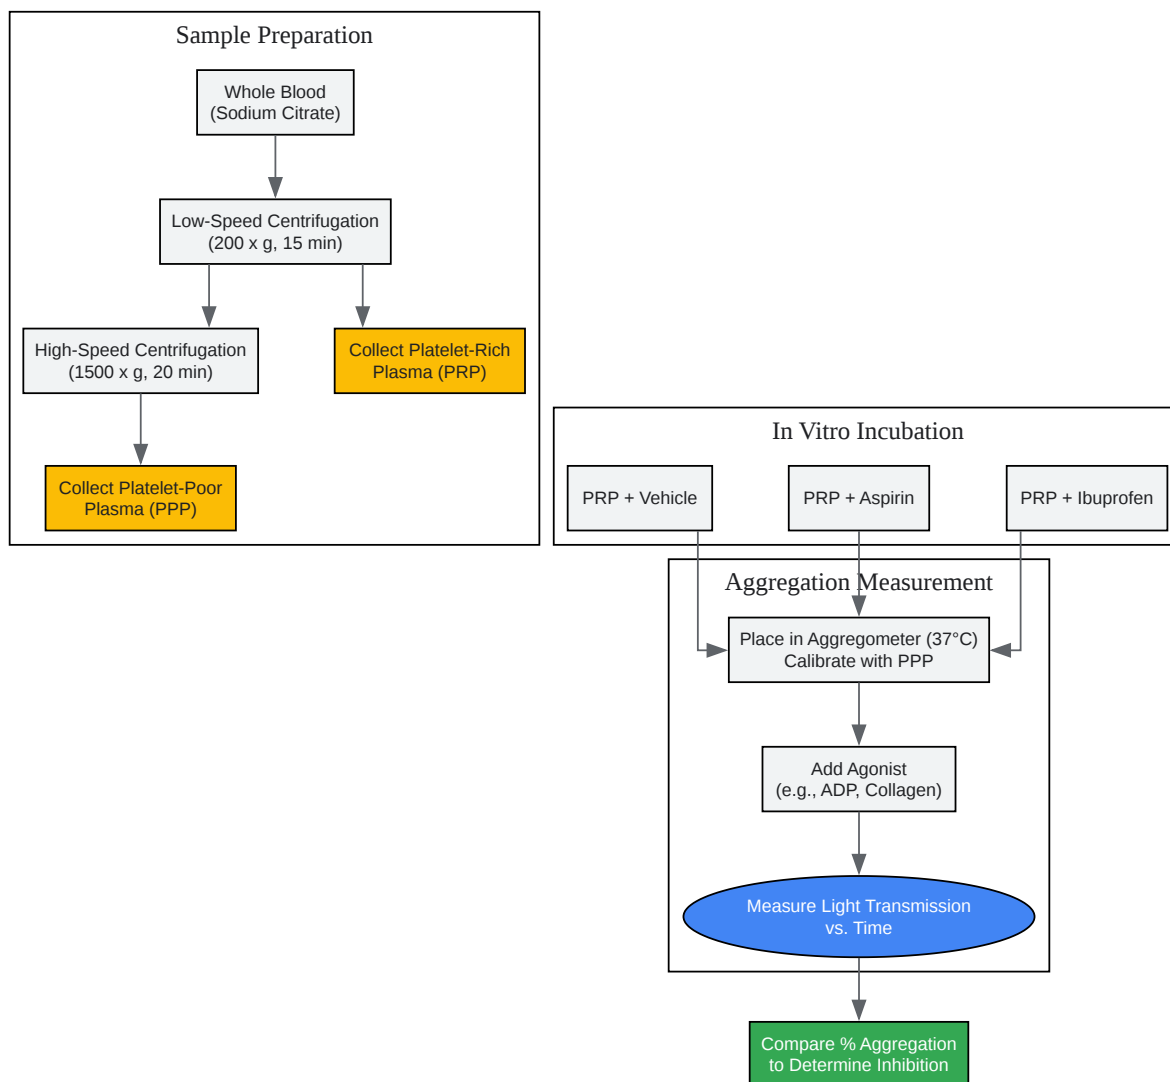 Sample Preparation
Whole Blood
(Sodium Citrate)
Low-Speed Centrifugation
(200 x g, 15 min)
High-Speed Centrifugation
(1500 x g, 20 min)
Collect Platelet-Rich
Plasma (PRP)
Collect Platelet-Poor
Plasma (PPP)
In Vitro Incubation
PRP + Vehicle
PRP + Aspirin
PRP + Ibuprofen
Aggregation Measurement
Place in Aggregometer (37°C)
Calibrate with PPP
Add Agonist
(e.g., ADP, Collagen)
Measure Light Transmission
vs. Time
Compare % Aggregation
to Determine Inhibition